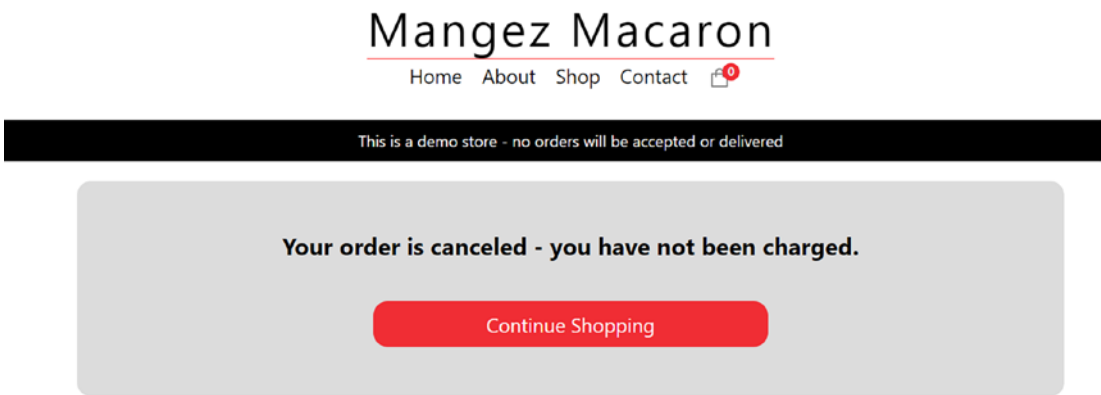 Mangez Macaron
Home About Shop Contact 0
This is a demo store - no orders will be accepted or delivered
Your order is canceled - you have not been charged.
Continue Shopping